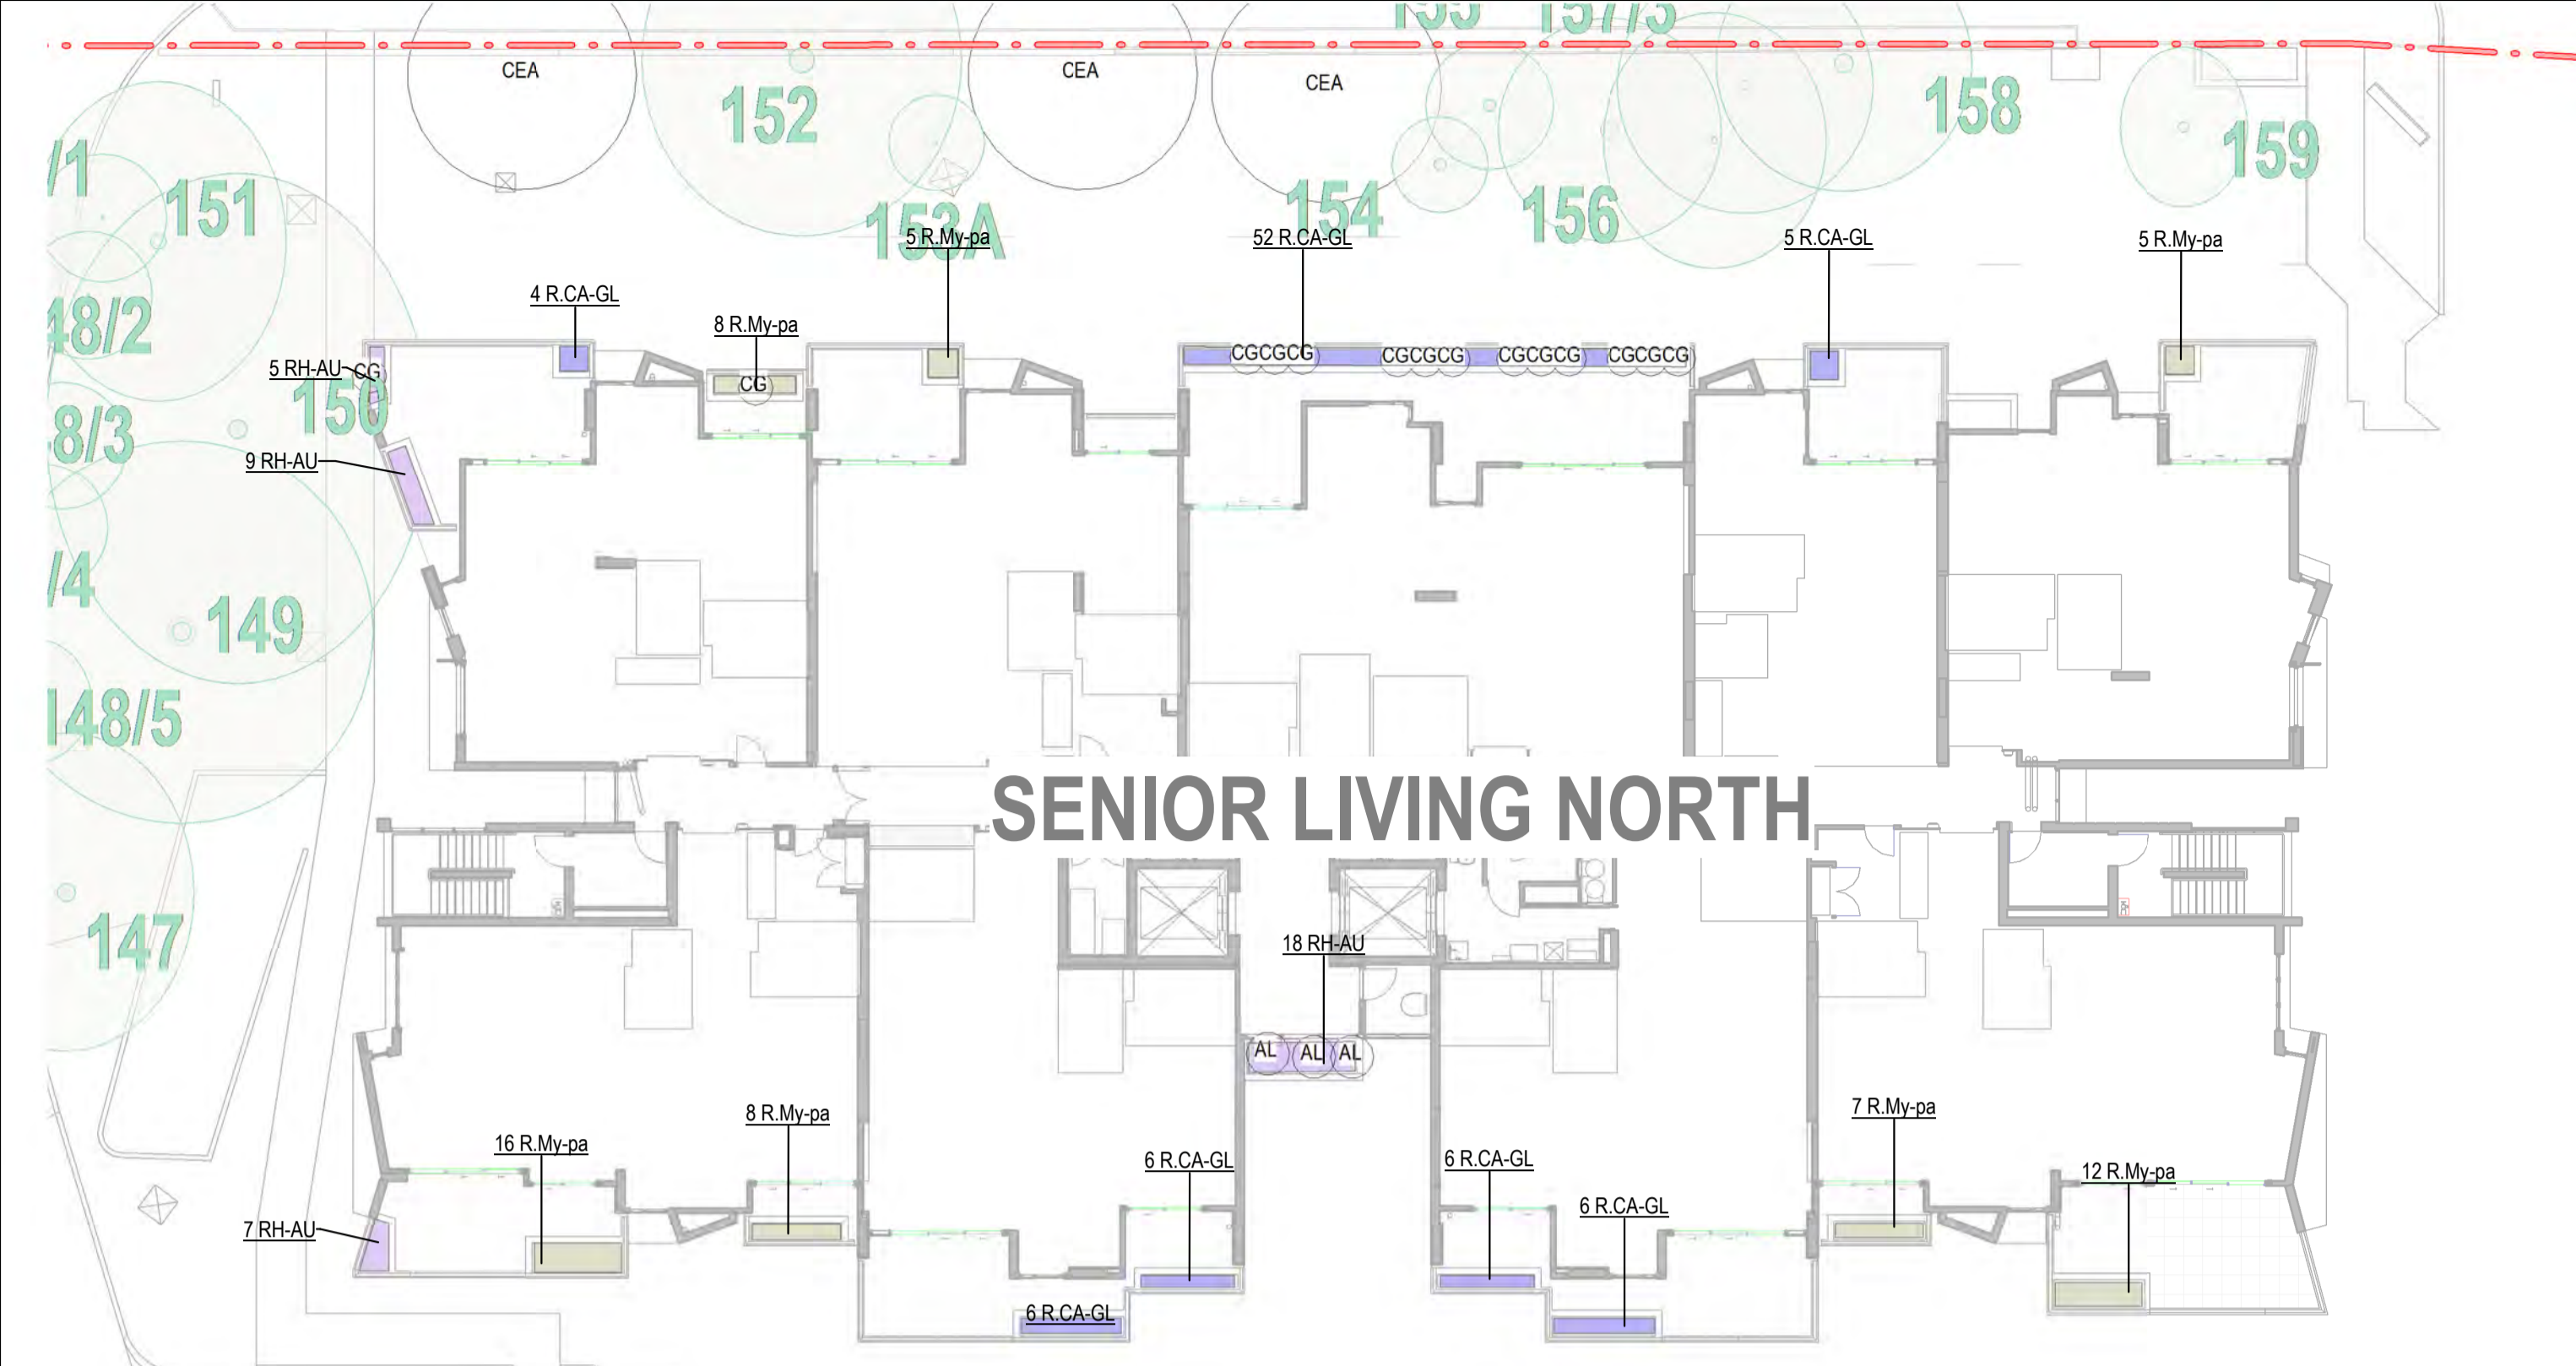 155 157/3
CEA
CEA
CEA
152
158
159
/1
151
153A
154
156
5 R.My-pa
52 R.CA-GL
5 R.CA-GL
5 R.My-pa
4 R.CA-GL
48/2
8 R.My-pa
CGCGCG CGCGCG CGCGCG CGCGCG
5 RH-AU
CG
CG
150
8/3
9 RH-AU
/4
149
148/5
SENIOR LIVING NORTH
147
18 RH-AU
AL AL AL
8 R.My-pa
7 R.My-pa
16 R.My-pa
6 R.CA-GL
6 R.CA-GL
12 R.My-pa
6 R.CA-GL
7 RH-AU
6 R.CA-GL